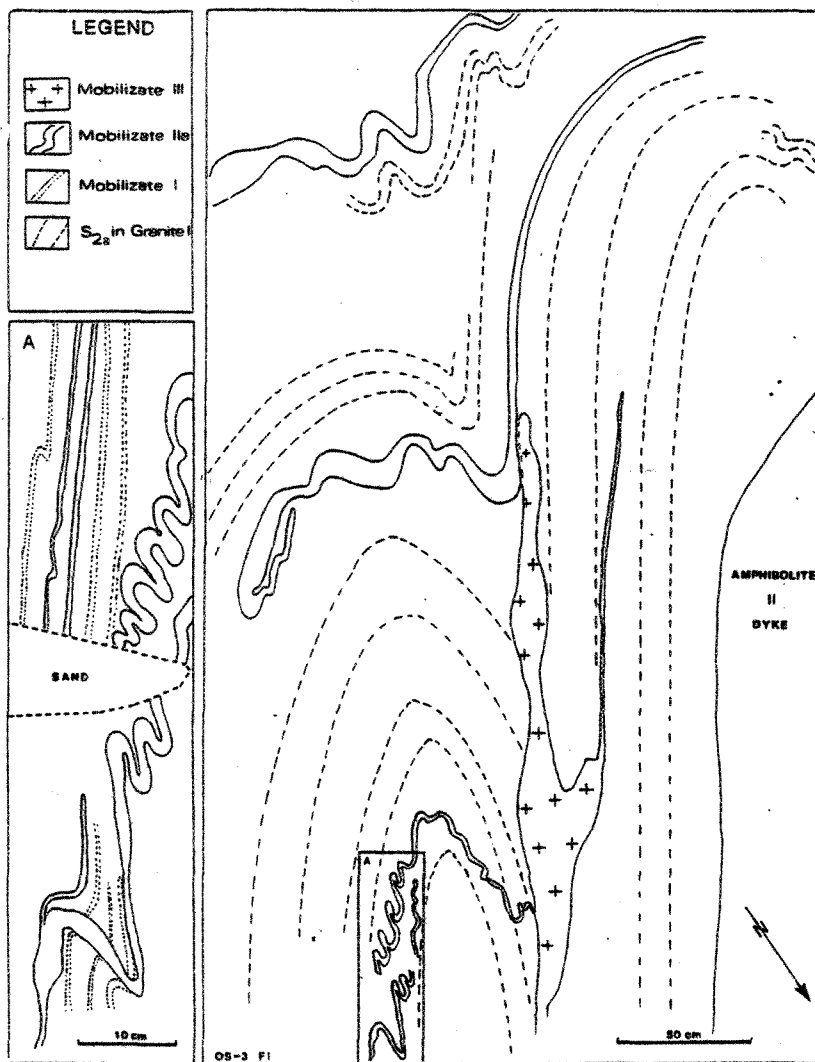 LEGEND
Mobilizate III
Mobilizate IIa
Mobilizate I
S2a in Granite I
A
SAND
10 cm
A
AMPHIBOLITE
II
DYKE
N
50 cm
OS-3 FI